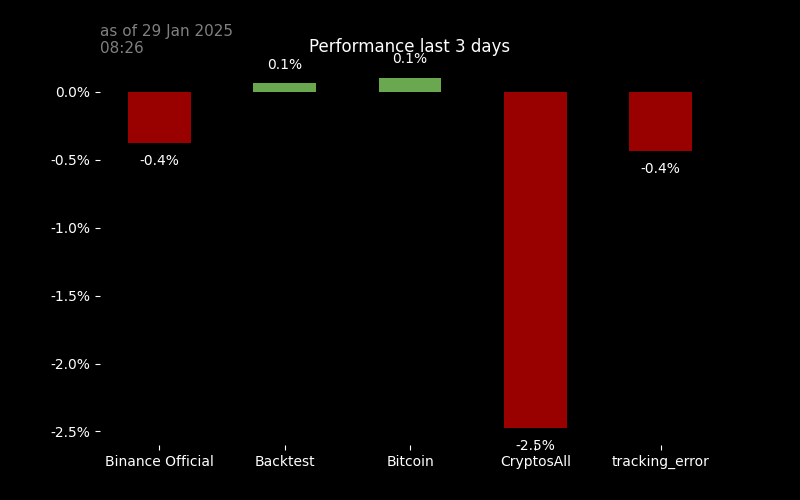 as of 29 Jan 2025
08:26
Performance last 3 days
0.1%
0.1%
0.0%
-0.4%
-0.4%
-0.5%
-1.0%
-1.5%
-2.0%
-2.5%
-2.5%
Binance Official
Backtest
Bitcoin
CryptosAll
tracking_error